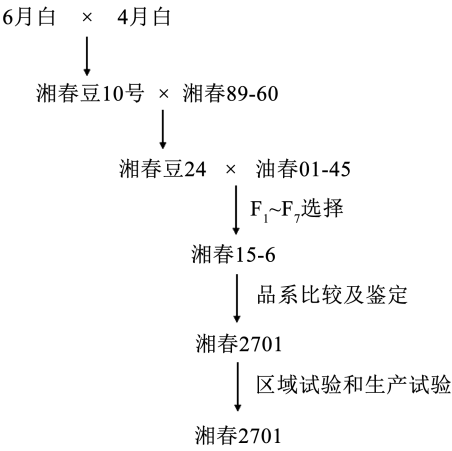 6月白 × 4月白
湘春豆10号 × 湘春89-60
湘春豆24 × 油春01-45
F1~F7选择
湘春15-6
品系比较及鉴定
湘春2701
区域试验和生产试验
湘春2701